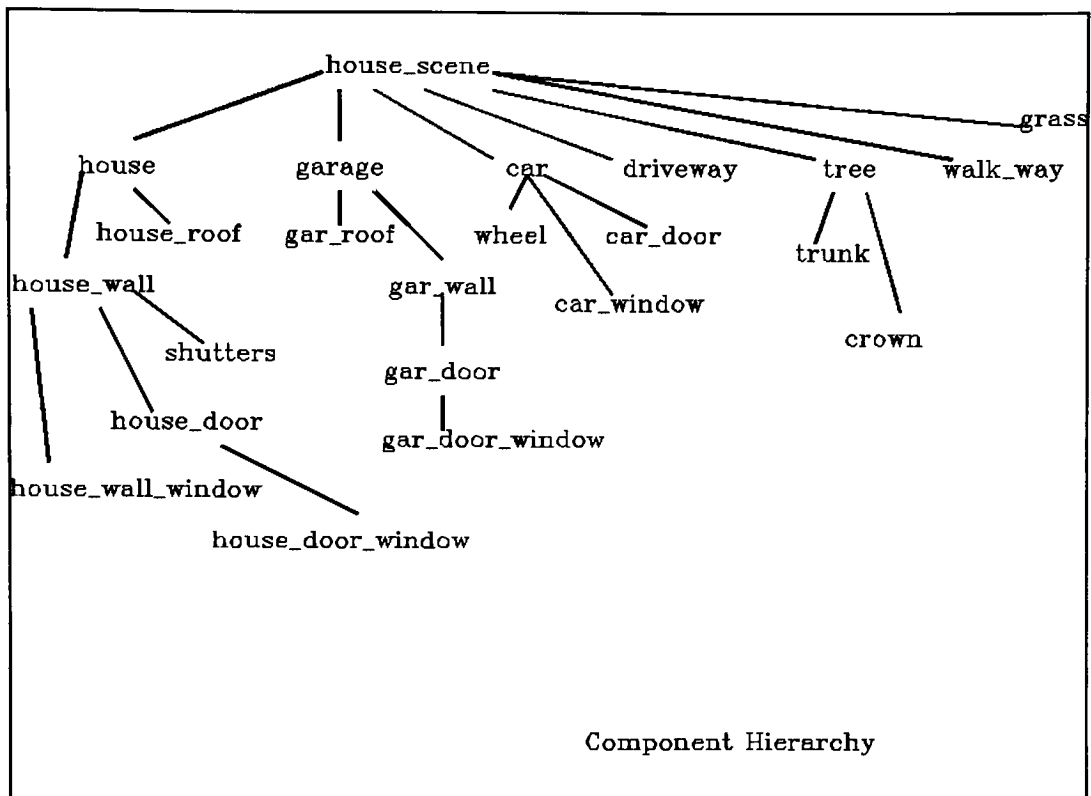 house_scene
grass
house garage car driveway tree walk_way
house_roof gar_roof wheel car_door
trunk
house_wall gar_wall car_window
crown
shutters
gar_door
house_door
gar_door_window
house_wall_window
house_door_window
Component Hierarchy